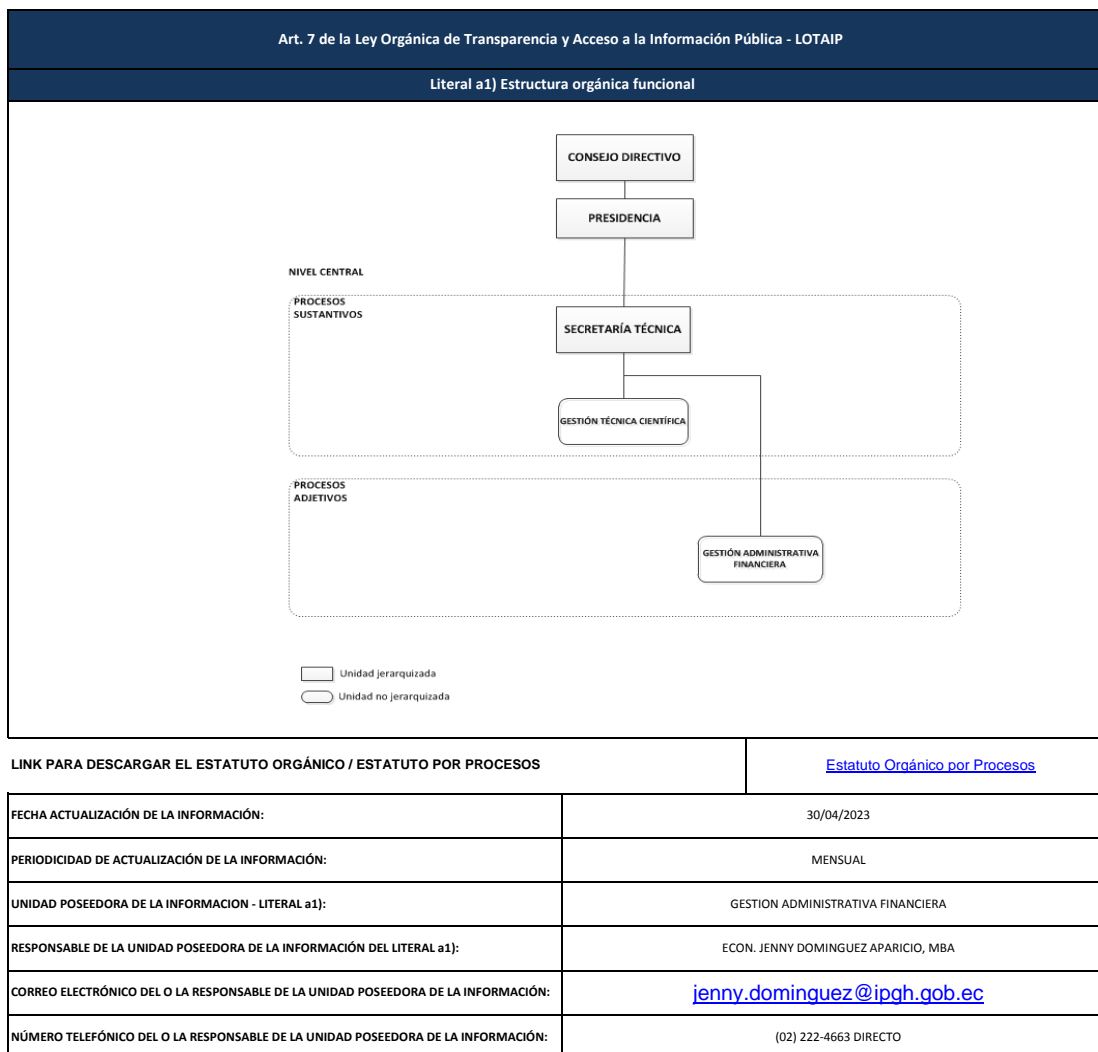 Art. 7 de la Ley Orgánica de Transparencia y Acceso a la Información Pública - LOTAIP
Literal a1) Estructura orgánica funcional
CONSEJO DIRECTIVO
PRESIDENCIA
NIVEL CENTRAL
PROCESOS
SUSTANTIVOS
SECRETARÍA TÉCNICA
GESTIÓN TÉCNICA CIENTÍFICA
PROCESOS
ADJETIVOS
GESTIÓN ADMINISTRATIVA
FINANCIERA
Unidad jerarquizada
Unidad no jerarquizada
LINK PARA DESCARGAR EL ESTATUTO ORGÁNICO / ESTATUTO POR PROCESOS Estatuto Orgánico por Procesos
FECHA ACTUALIZACIÓN DE LA INFORMACIÓN: 30/04/2023
PERIODICIDAD DE ACTUALIZACIÓN DE LA INFORMACIÓN: MENSUAL
UNIDAD POSEEDORA DE LA INFORMACION - LITERAL a1): GESTION ADMINISTRATIVA FINANCIERA
RESPONSABLE DE LA UNIDAD POSEEDORA DE LA INFORMACIÓN DEL LITERAL a1): ECON. JENNY DOMINGUEZ APARICIO, MBA
CORREO ELECTRÓNICO DEL O LA RESPONSABLE DE LA UNIDAD POSEEDORA DE LA INFORMACIÓN: jenny.dominguez@ipgh.gob.ec
NÚMERO TELEFÓNICO DEL O LA RESPONSABLE DE LA UNIDAD POSEEDORA DE LA INFORMACIÓN: (02) 222-4663 DIRECTO